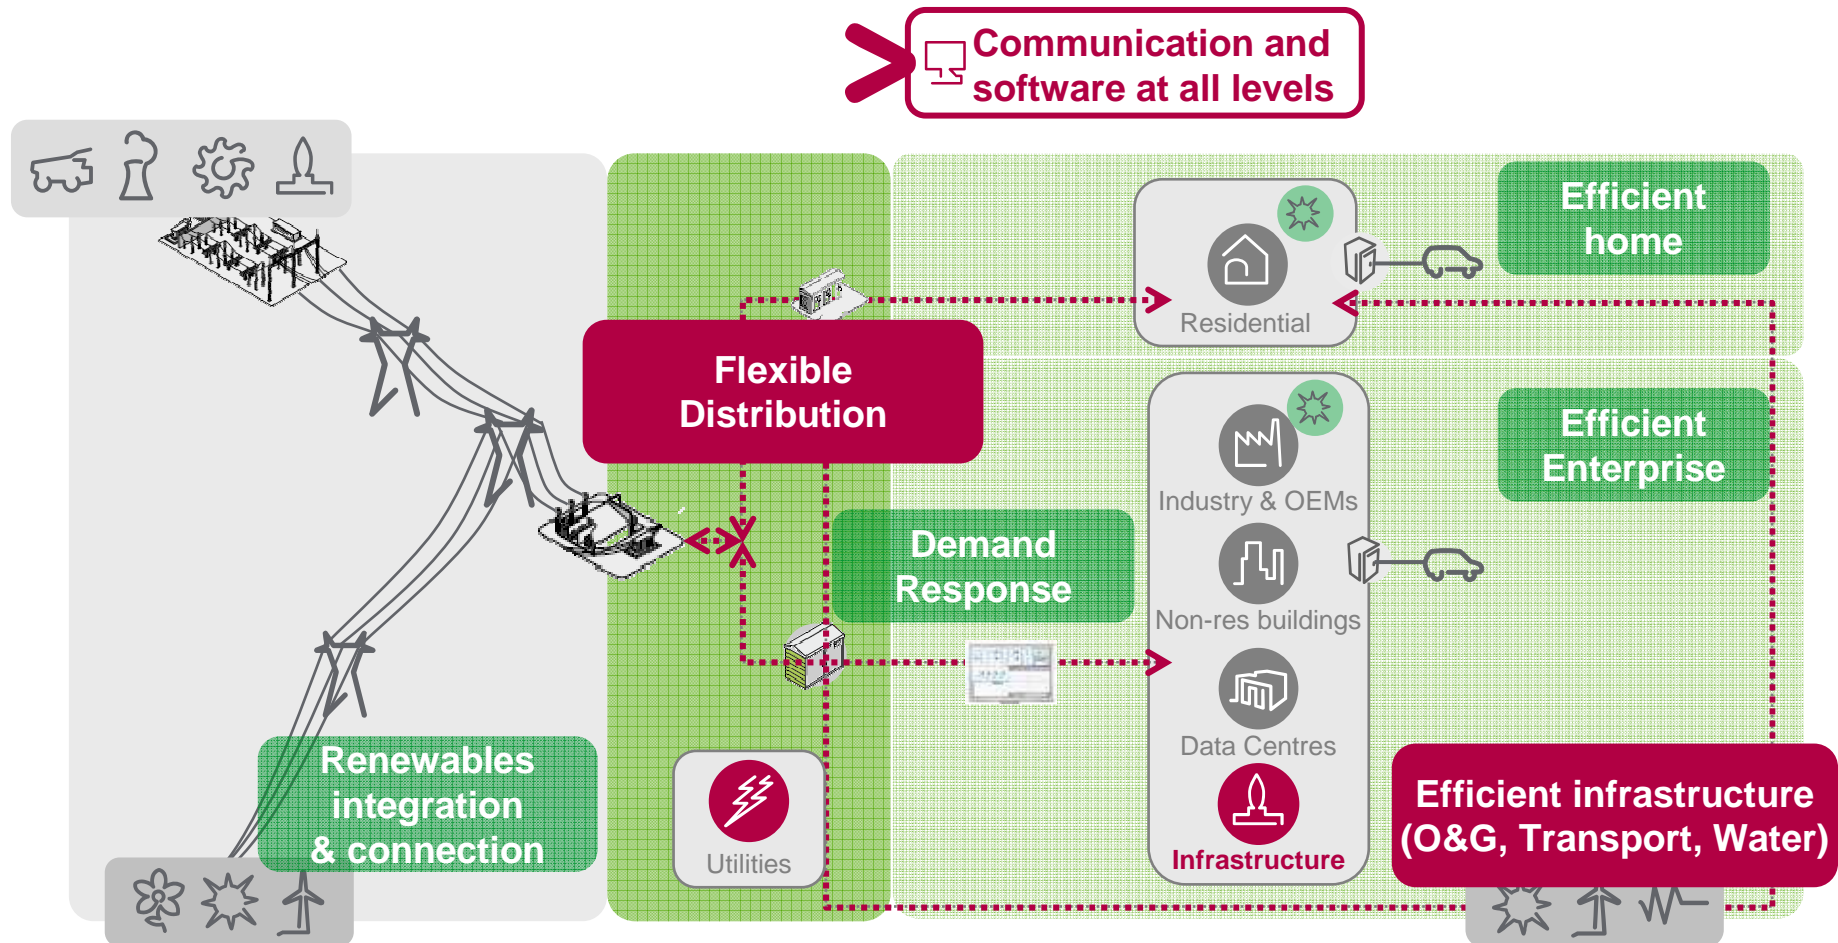 Communication and
software at all levels
Efficient
home
Residential
Flexible
Distribution
Efficient
Enterprise
Industry & OEMs
Demand
Response
Non-res buildings
Data Centres
Renewables
integration
& connection
Utilities
Infrastructure
Efficient infrastructure
(O&G, Transport, Water)